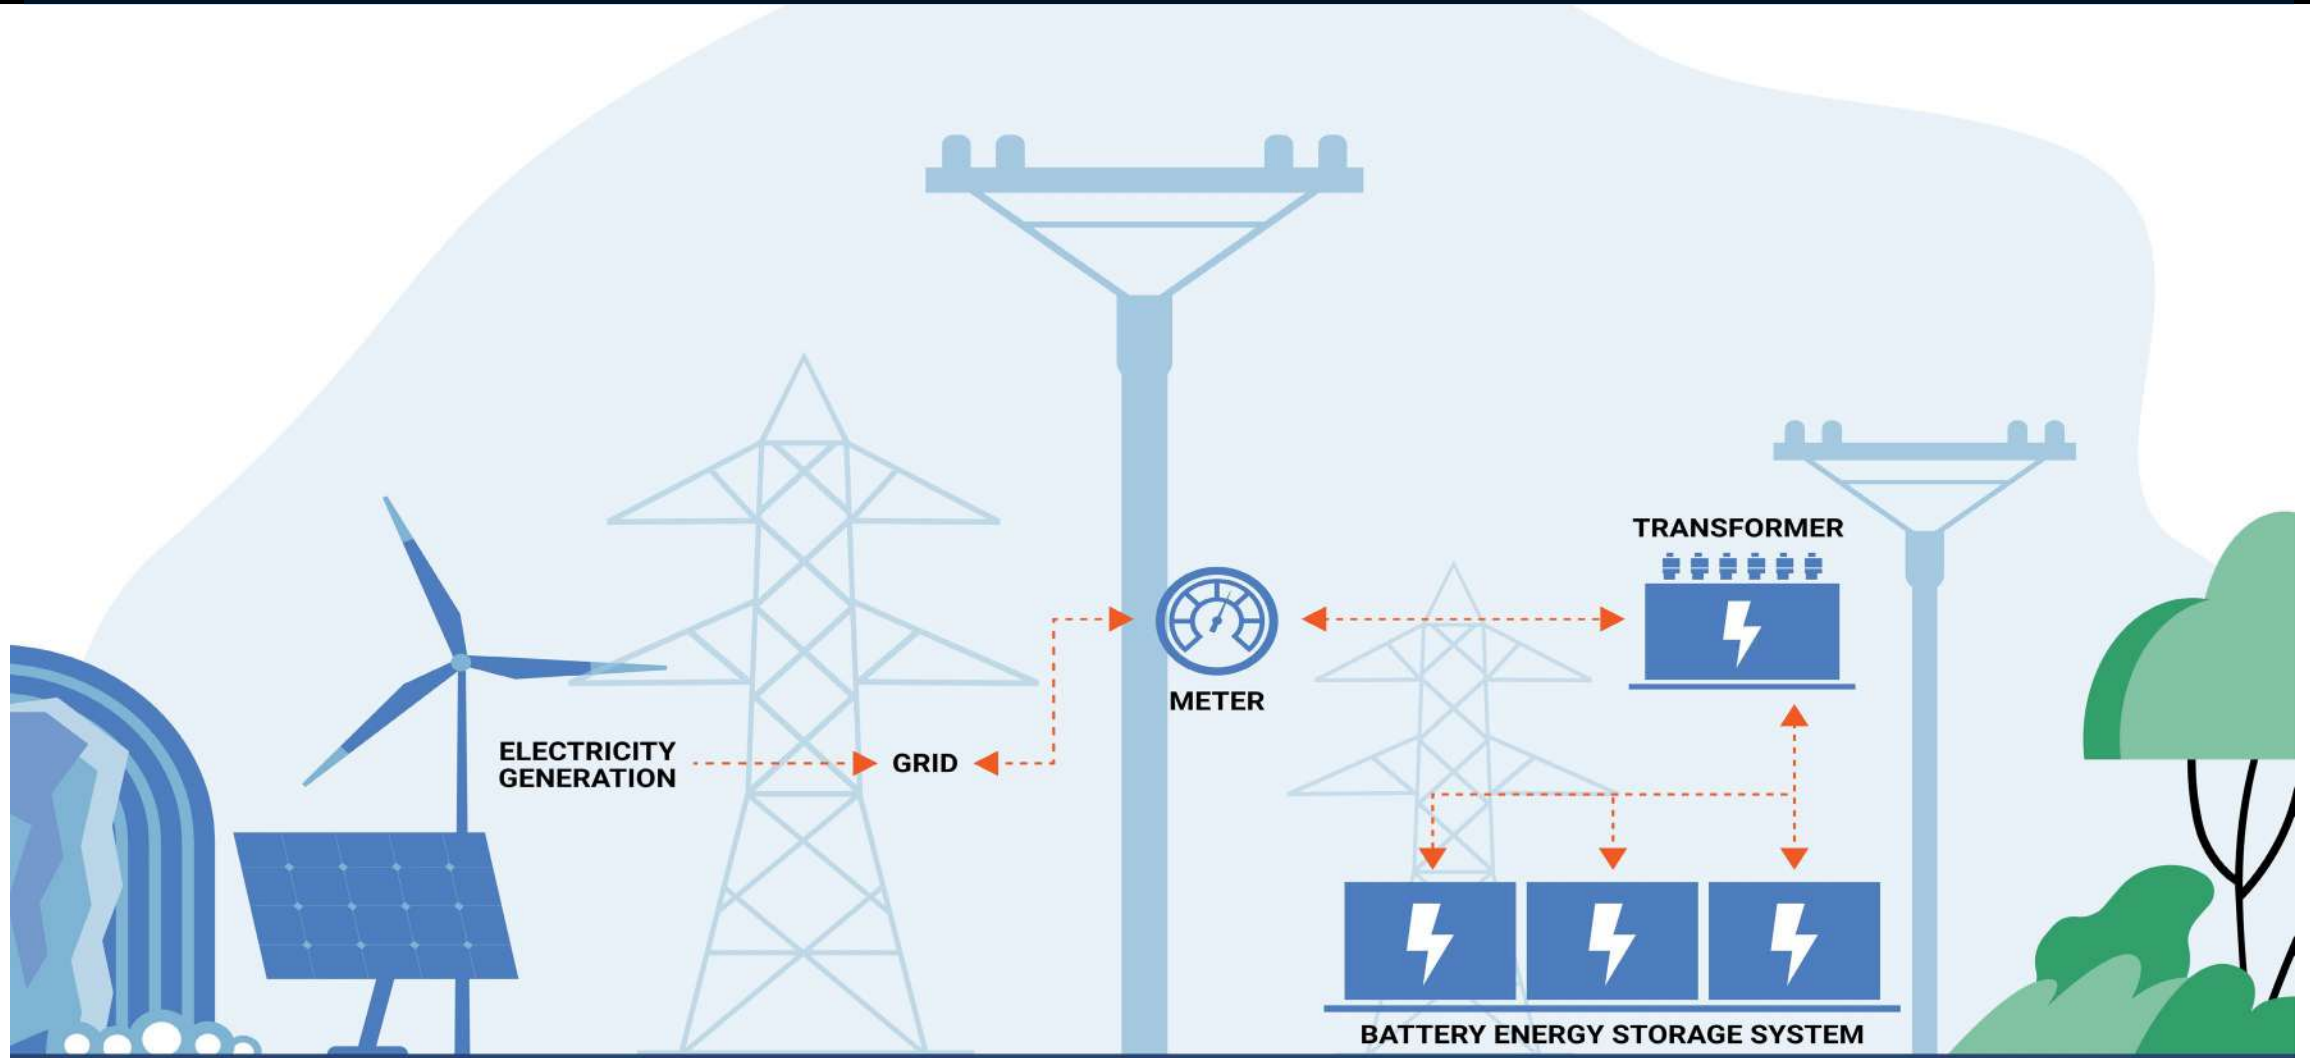 ELECTRICITY
GENERATION
GRID
METER
TRANSFORMER
BATTERY ENERGY STORAGE SYSTEM